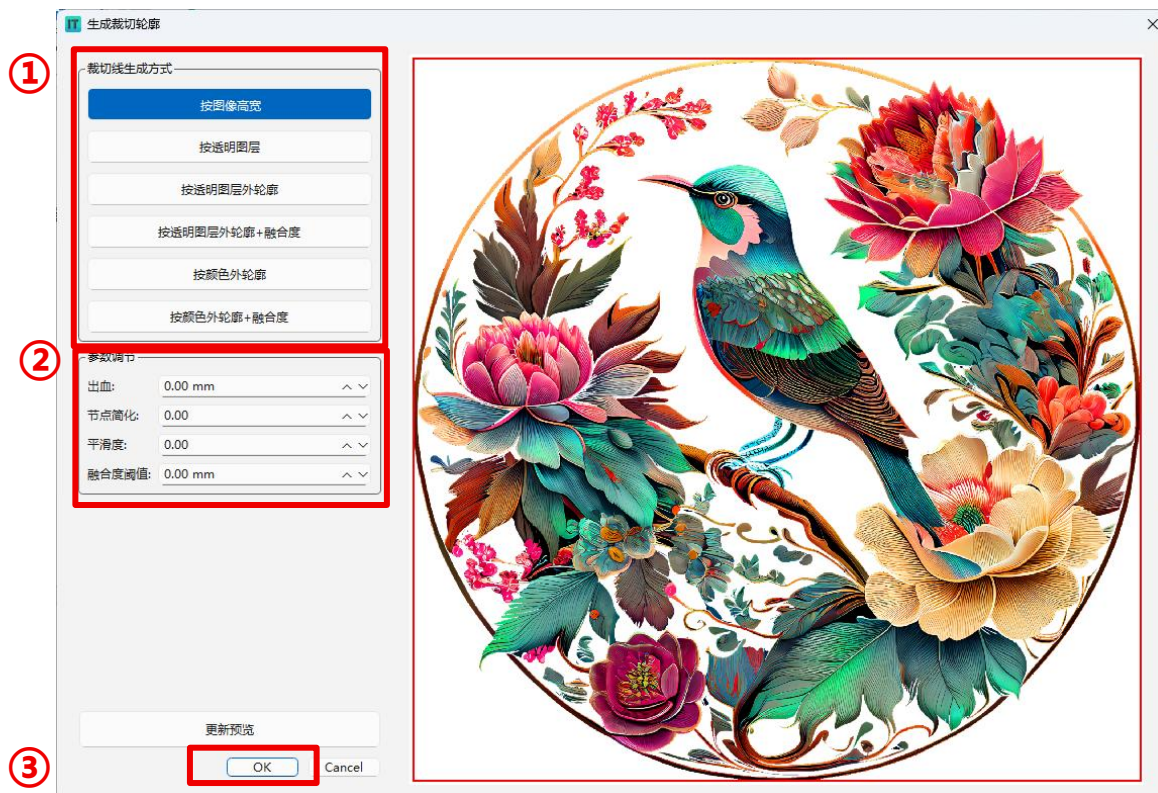 IT 生成裁切轮廓
①
裁切线生成方式
按图像高宽
按透明图层
按透明图层外轮廓
按透明图层外轮廓+融合度
按颜色外轮廓
按颜色外轮廓+融合度
②
参数调节
出血: 0.00 mm
节点简化: 0.00
平滑度: 0.00
融合度阈值: 0.00 mm
更新预览
③
OK Cancel